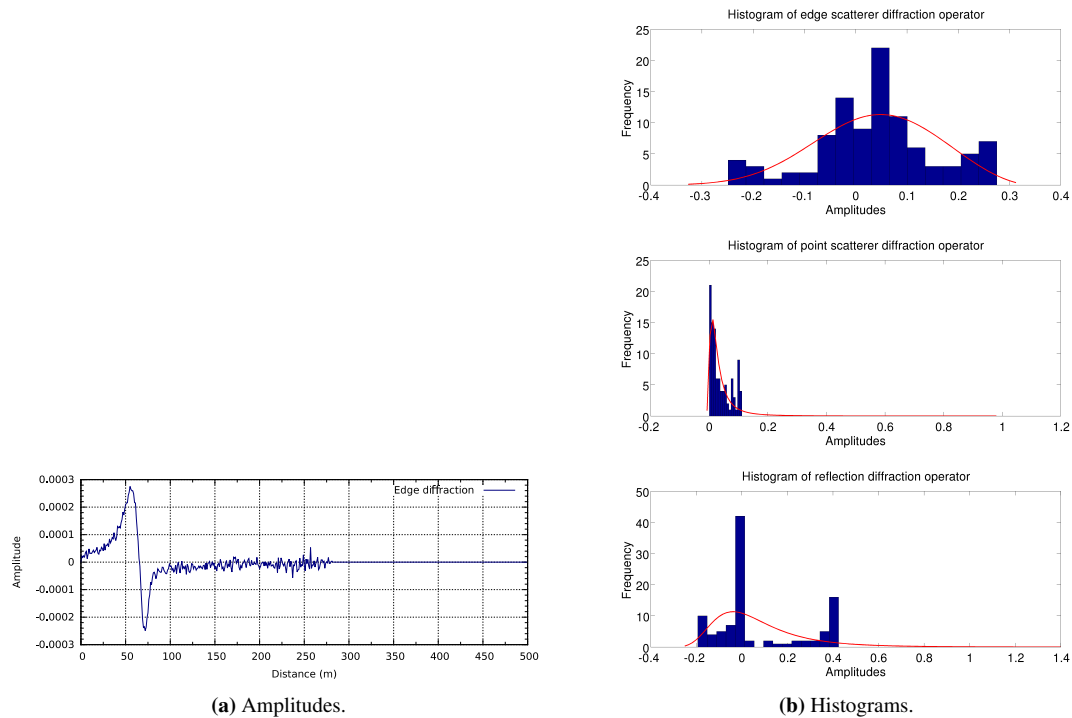 Histogram of edge scatterer diffraction operator
25
20
15
10
5
0
Frequency
-0.4 -0.3 -0.2 -0.1 0 0.1 0.2 0.3 0.4
Amplitudes
Histogram of point scatterer diffraction operator
25
20
15
10
5
0
Frequency
-0.2 0 0.2 0.4 0.6 0.8 1 1.2
Amplitudes
Histogram of reflection diffraction operator
50
40
30
20
10
0
Frequency
-0.4 -0.2 0 0.2 0.4 0.6 0.8 1 1.2 1.4
Amplitudes
0.0003
0.0002
0.0001
0
-0.0001
-0.0002
-0.0003
Amplitude
Edge diffraction
0 50 100 150 200 250 300 350 400 450 500
Distance (m)
(a) Amplitudes.
(b) Histograms.